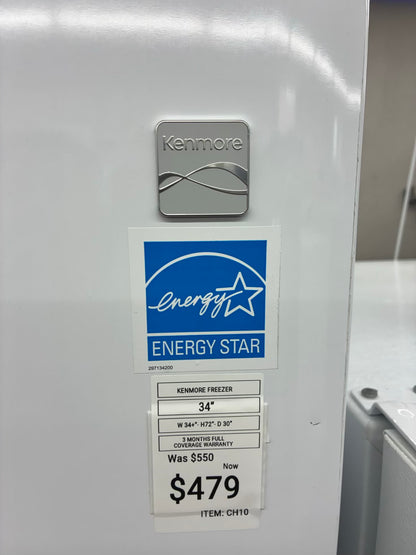 Kenmore
energy
ENERGY STAR
297134200
KENMORE FREEZER
34"
W 34+"- H72"- D 30"
3 MONTHS FULL
COVERAGE WARRANTY
Was $550
Now
$479
ITEM: CH10